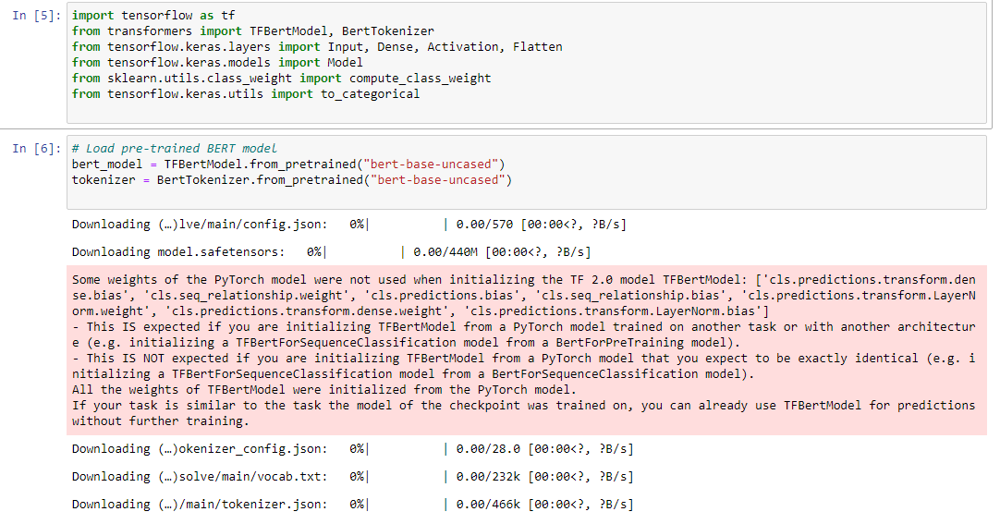 In [5]: import tensorflow as tf
from transformers import TFBertModel, BertTokenizer
from tensorflow.keras.layers import Input, Dense, Activation, Flatten
from tensorflow.keras.models import Model
from sklearn.utils.class_weight import compute_class_weight
from tensorflow.keras.utils import to_categorical
In [6]: # Load pre-trained BERT model
bert_model = TFBertModel.from_pretrained("bert-base-uncased")
tokenizer = BertTokenizer.from_pretrained("bert-base-uncased")
Downloading (…)lve/main/config.json:   0%|          | 0.00/570 [00:00<?, ?B/s]
Downloading model.safetensors:   0%|          | 0.00/440M [00:00<?, ?B/s]
Some weights of the PyTorch model were not used when initializing the TF 2.0 model TFBertModel: ['cls.predictions.transform.den
se.bias', 'cls.seq_relationship.weight', 'cls.predictions.bias', 'cls.seq_relationship.bias', 'cls.predictions.transform.LayerN
orm.weight', 'cls.predictions.transform.dense.weight', 'cls.predictions.transform.LayerNorm.bias']
- This IS expected if you are initializing TFBertModel from a PyTorch model trained on another task or with another architectur
e (e.g. initializing a TFBertForSequenceClassification model from a BertForPreTraining model).
- This IS NOT expected if you are initializing TFBertModel from a PyTorch model that you expect to be exactly identical (e.g. i
nitializing a TFBertForSequenceClassification model from a BertForSequenceClassification model).
All the weights of TFBertModel were initialized from the PyTorch model.
If your task is similar to the task the model of the checkpoint was trained on, you can already use TFBertModel for predictions
without further training.
Downloading (…)okenizer_config.json:   0%|          | 0.00/28.0 [00:00<?, ?B/s]
Downloading (…)solve/main/vocab.txt:   0%|          | 0.00/232k [00:00<?, ?B/s]
Downloading (…)/main/tokenizer.json:   0%|          | 0.00/466k [00:00<?, ?B/s]